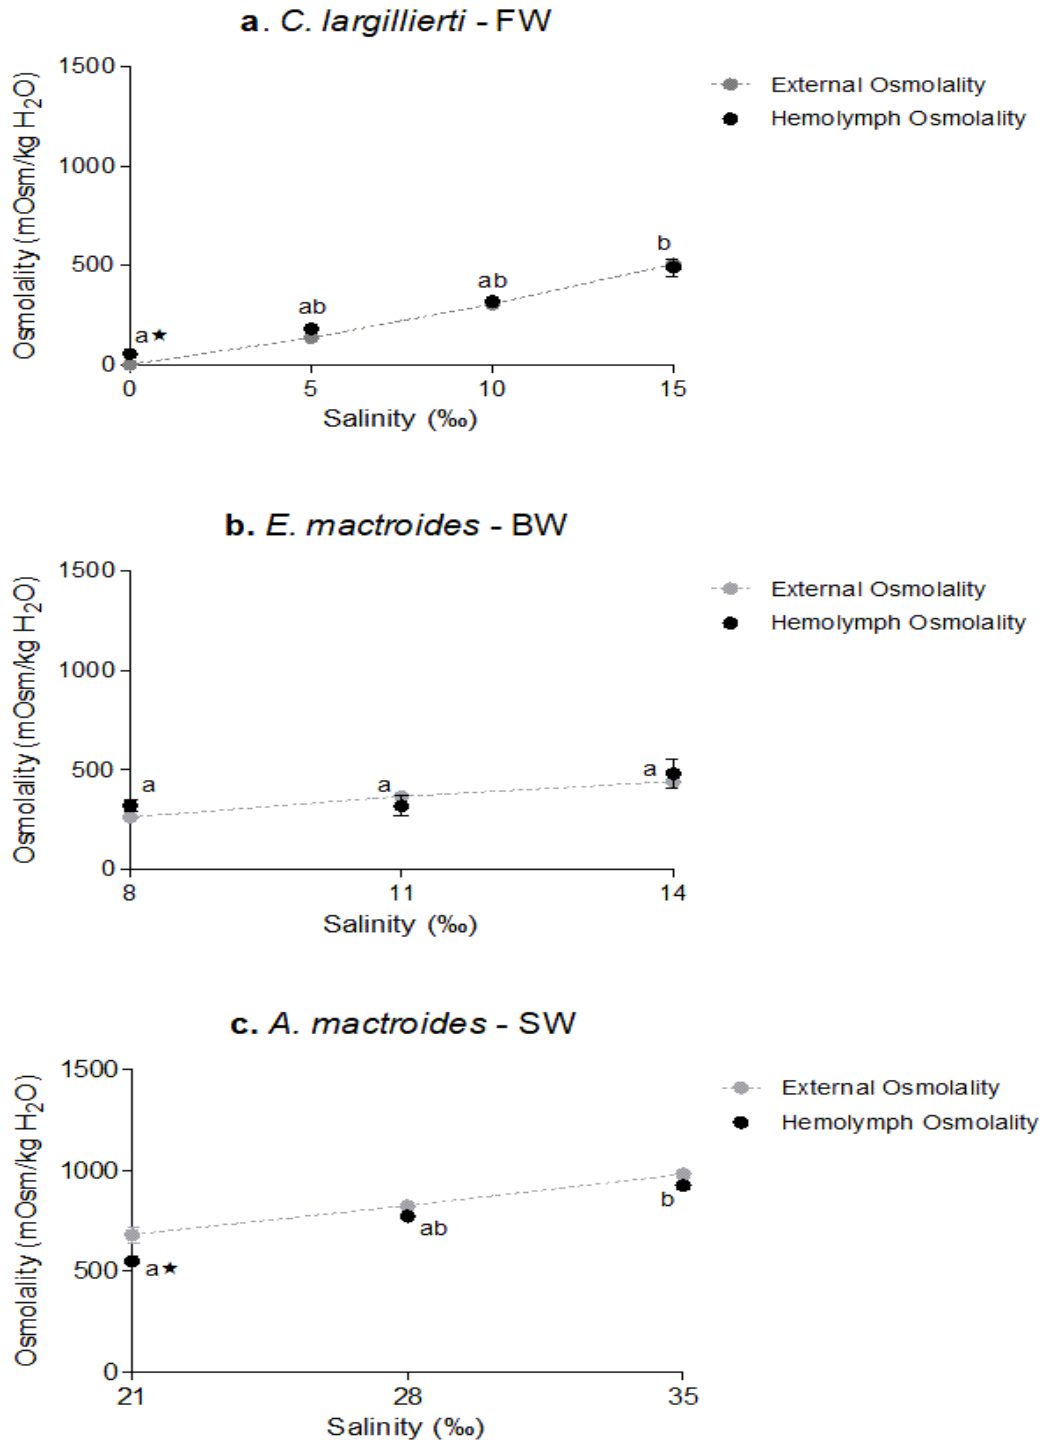 a. C. largillierti - FW
Osmolality (mOsm/kg H₂O)
1500
1000
500
0
External Osmolality
Hemolymph Osmolality
a★
ab
ab
b
0 5 10 15
Salinity (‰)
b. E. mactroides - BW
Osmolality (mOsm/kg H₂O)
1500
1000
500
0
External Osmolality
Hemolymph Osmolality
a
a
a
8 11 14
Salinity (‰)
c. A. mactroides - SW
Osmolality (mOsm/kg H₂O)
1500
1000
500
0
External Osmolality
Hemolymph Osmolality
a★
ab
b
21 28 35
Salinity (‰)